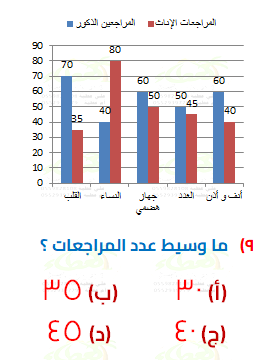 المراجعين الذكور المراجعات الإناث
90
80
70
60
50
40
30
20
10
0
70 35 40 80 60 50 50 45 60 40
القلب النساء جهاز هضمي الغدد أنف و أذن
٩) ما وسيط عدد المراجعات ؟
(أ) ٣٠ (ب) ٣٥
(ج) ٤٠ (د) ٤٥